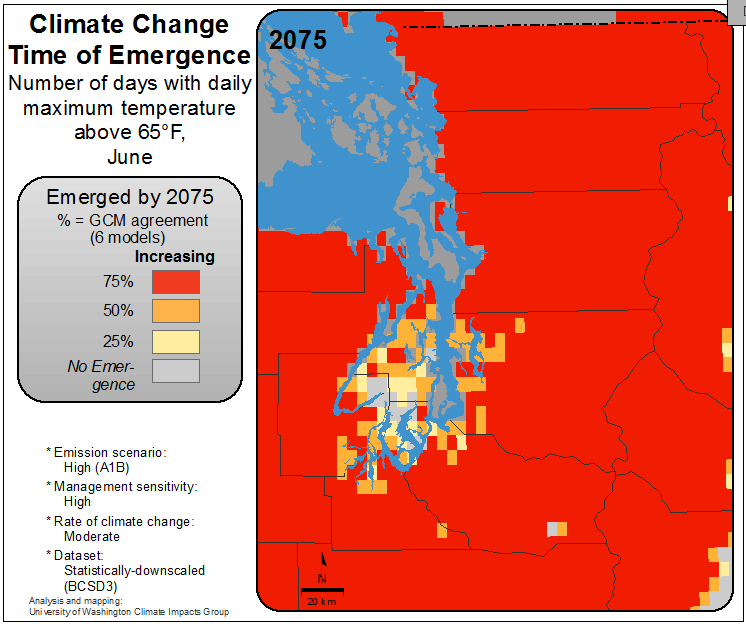 Climate Change
Time of Emergence
Number of days with daily
maximum temperature
above 65°F,
June
2075
Emerged by 2075
% = GCM agreement
(6 models)
Increasing
75%
50%
25%
No Emer-
gence
* Emission scenario:
High (A1B)
* Management sensitivity:
High
* Rate of climate change:
Moderate
* Dataset:
Statistically-downscaled
(BCSD3)
Analysis and mapping:
University of Washington Climate Impacts Group
N
20 km